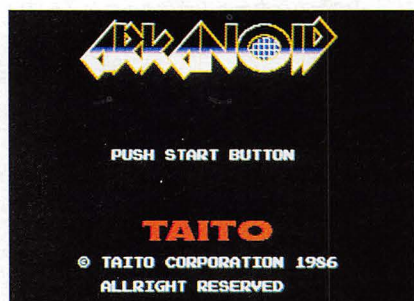 ARKANOID
PUSH START BUTTON
TAITO
© TAITO CORPORATION 1986
ALLRIGHT RESERVED